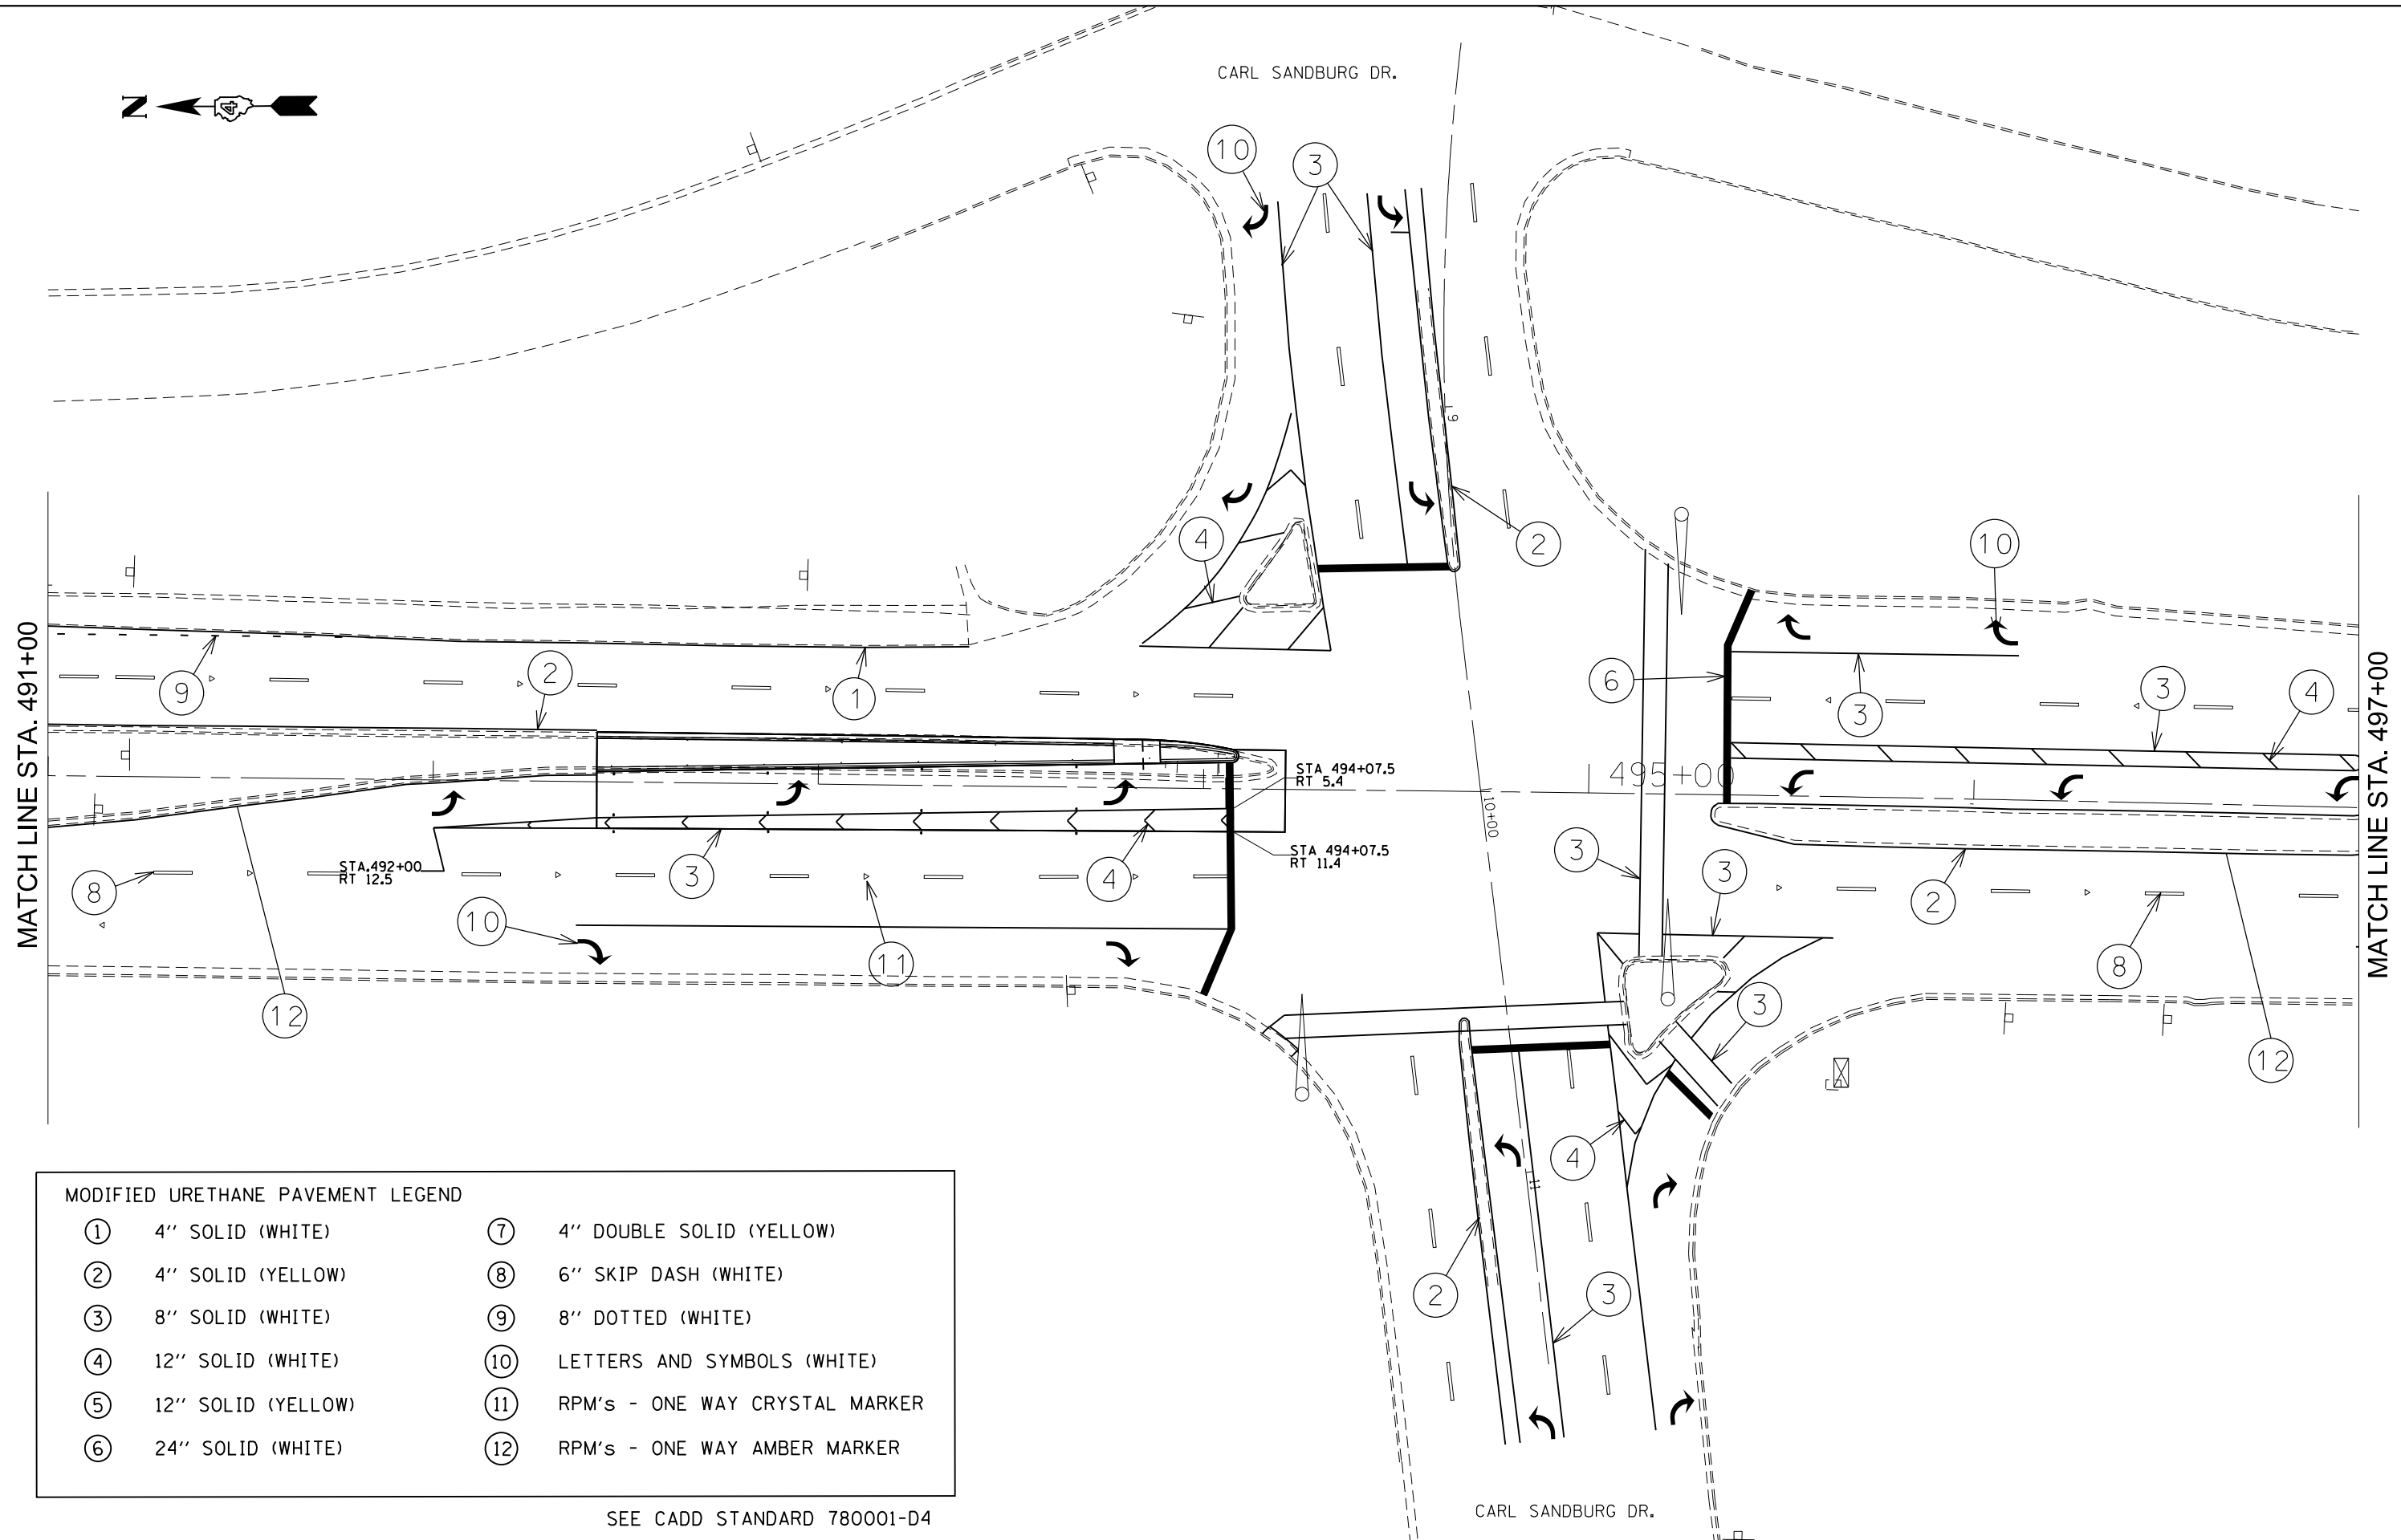 CARL SANDBURG DR.
N
4
10
3
9
4
2
10
MATCH LINE STA. 491+00
9
2
1
6
3
3
4
MATCH LINE STA. 497+00
STA 494+07.5
RT 5.4
495+00
10+00
STA 494+07.5
RT 11.4
STA.492+00
RT 12.5
8
3
4
3
3
2
10
11
8
12
3
12
4
11
2
3
MODIFIED URETHANE PAVEMENT LEGEND
1 4'' SOLID (WHITE)
2 4'' SOLID (YELLOW)
3 8'' SOLID (WHITE)
4 12'' SOLID (WHITE)
5 12'' SOLID (YELLOW)
6 24'' SOLID (WHITE)
7 4'' DOUBLE SOLID (YELLOW)
8 6'' SKIP DASH (WHITE)
9 8'' DOTTED (WHITE)
10 LETTERS AND SYMBOLS (WHITE)
11 RPM's - ONE WAY CRYSTAL MARKER
12 RPM's - ONE WAY AMBER MARKER
SEE CADD STANDARD 780001-D4
CARL SANDBURG DR.